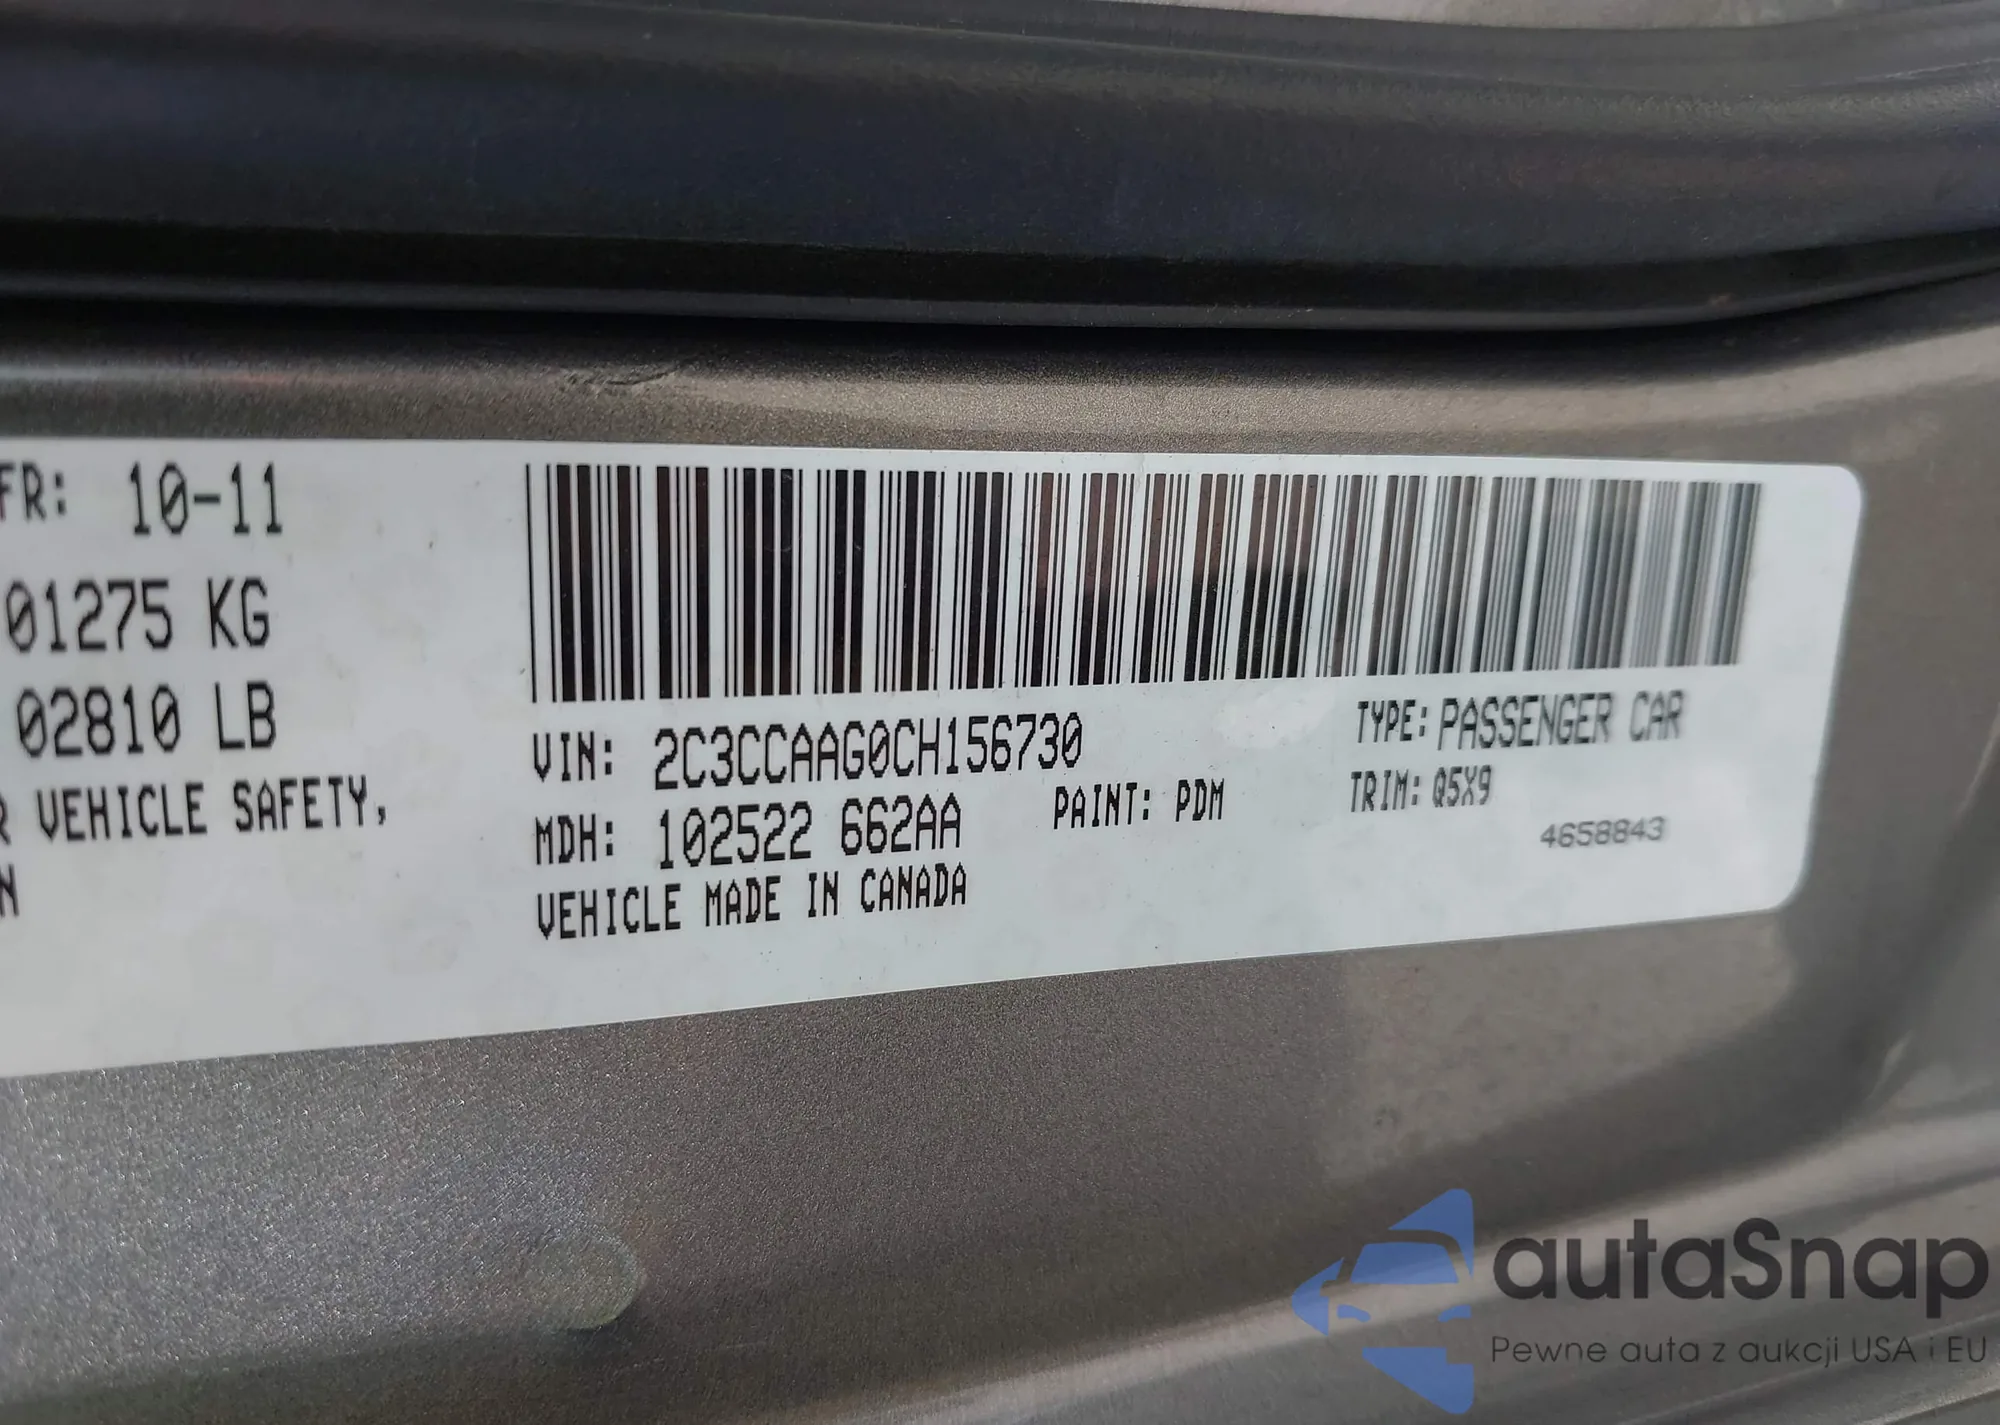 FR: 10-11
01275 KG
02810 LB
R VEHICLE SAFETY,
N
VIN: 2C3CCAAG0CH156730
TYPE: PASSENGER CAR
MDH: 102522 662AA
PAINT: PDM
TRIM: Q5X9
4658843
VEHICLE MADE IN CANADA
autaSnap
Pewne auta z aukcji USA i EU